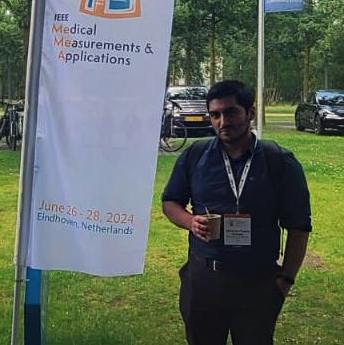 IEEE
Medical
Measurements &
Applications
June 26 - 28, 2024
Eindhoven, Netherlands